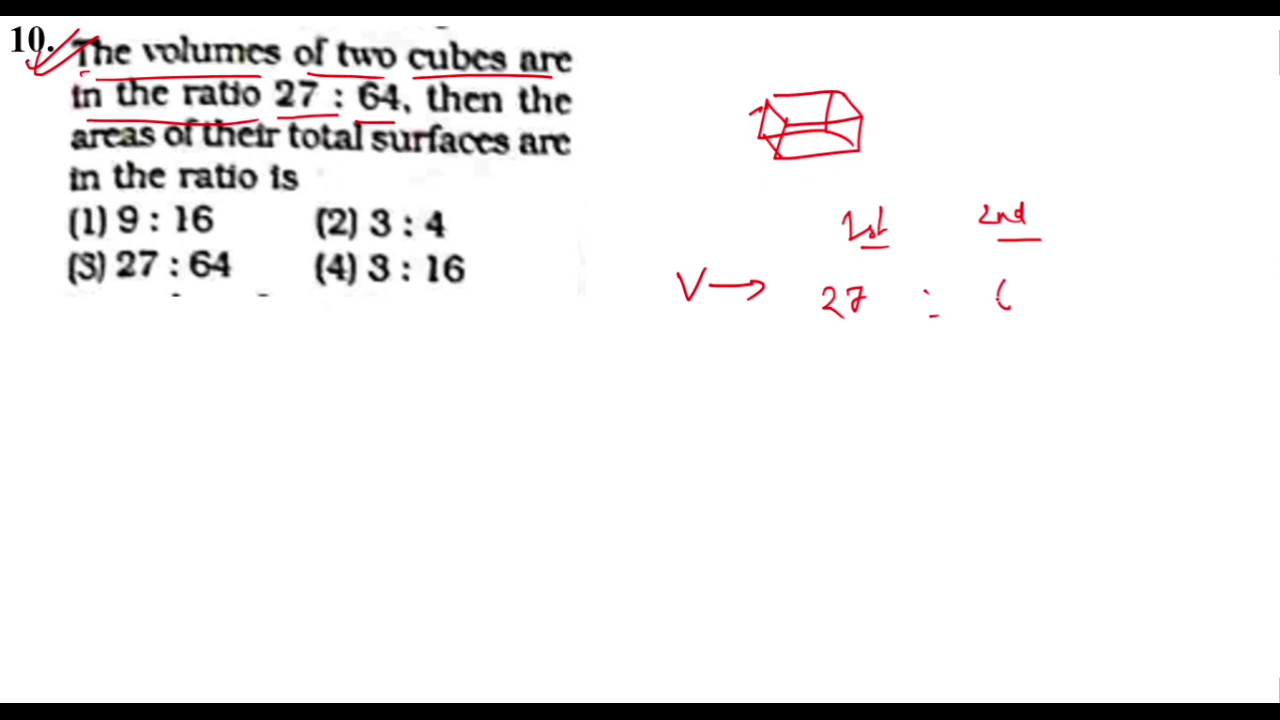 10.
The volumes of two cubes are
in the ratio 27 : 64, then the
areas of their total surfaces are
in the ratio is
(1) 9 : 16 (2) 3 : 4
(3) 27 : 64 (4) 3 : 16
1st 2nd
V → 27 :